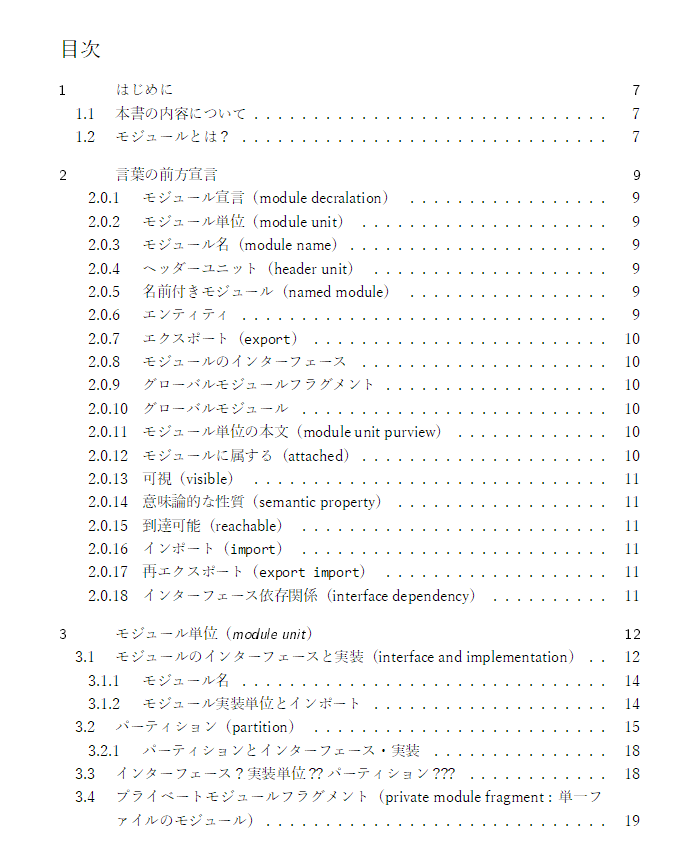 目次
1 はじめに 7
1.1 本書の内容について . . . . . . . . . . . . . . . . . . . . . . . . . . . . . . 7
1.2 モジュールとは? . . . . . . . . . . . . . . . . . . . . . . . . . . . . . . . 7
2 言葉の前方宣言 9
2.0.1 モジュール宣言（module decralation） . . . . . . . . . . . . . . . . . 9
2.0.2 モジュール単位（module unit） . . . . . . . . . . . . . . . . . . . . . 9
2.0.3 モジュール名（module name） . . . . . . . . . . . . . . . . . . . . . . 9
2.0.4 ヘッダーユニット（header unit） . . . . . . . . . . . . . . . . . . . . 9
2.0.5 名前付きモジュール（named module） . . . . . . . . . . . . . . . . . 9
2.0.6 エンティティ . . . . . . . . . . . . . . . . . . . . . . . . . . . . . . . 9
2.0.7 エクスポート（export） . . . . . . . . . . . . . . . . . . . . . . . . . 10
2.0.8 モジュールのインターフェース . . . . . . . . . . . . . . . . . . . . . 10
2.0.9 グローバルモジュールフラグメント . . . . . . . . . . . . . . . . . . . 10
2.0.10 グローバルモジュール . . . . . . . . . . . . . . . . . . . . . . . . . . 10
2.0.11 モジュール単位の本文（module unit purview） . . . . . . . . . . . . . 10
2.0.12 モジュールに属する（attached） . . . . . . . . . . . . . . . . . . . . . 10
2.0.13 可視（visible） . . . . . . . . . . . . . . . . . . . . . . . . . . . . . . 11
2.0.14 意味論的な性質（semantic property） . . . . . . . . . . . . . . . . . . 11
2.0.15 到達可能（reachable） . . . . . . . . . . . . . . . . . . . . . . . . . . 11
2.0.16 インポート（import） . . . . . . . . . . . . . . . . . . . . . . . . . . 11
2.0.17 再エクスポート（export import） . . . . . . . . . . . . . . . . . . . 11
2.0.18 インターフェース依存関係（interface dependency） . . . . . . . . . . 11
3 モジュール単位（module unit） 12
3.1 モジュールのインターフェースと実装（interface and implementation） . . 12
3.1.1 モジュール名 . . . . . . . . . . . . . . . . . . . . . . . . . . . . . . . 14
3.1.2 モジュール実装単位とインポート . . . . . . . . . . . . . . . . . . . . 14
3.2 パーティション（partition） . . . . . . . . . . . . . . . . . . . . . . . . . 15
3.2.1 パーティションとインターフェース・実装 . . . . . . . . . . . . . . . 18
3.3 インターフェース? 実装単位?? パーティション??? . . . . . . . . . . . . 18
3.4 プライベートモジュールフラグメント（private module fragment : 単一フ
ァイルのモジュール） . . . . . . . . . . . . . . . . . . . . . . . . . . . . . 19